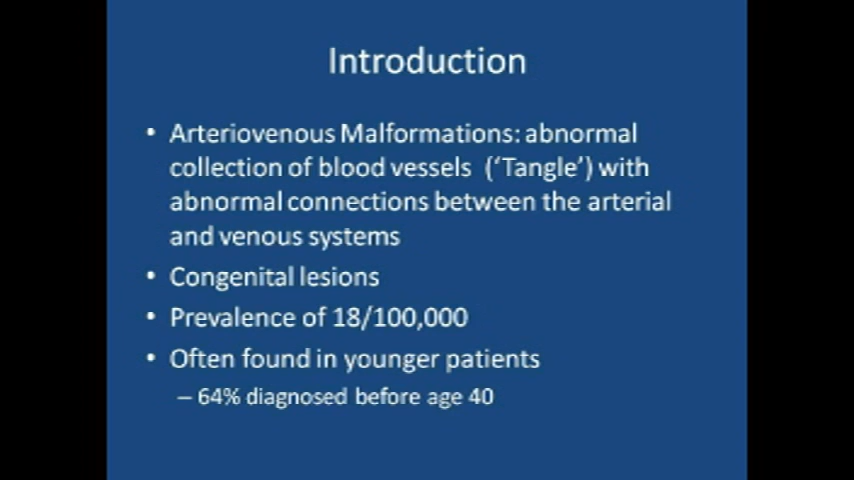 Introduction
• Arteriovenous Malformations: abnormal
collection of blood vessels ('Tangle') with
abnormal connections between the arterial
and venous systems
• Congenital lesions
• Prevalence of 18/100,000
• Often found in younger patients
– 64% diagnosed before age 40